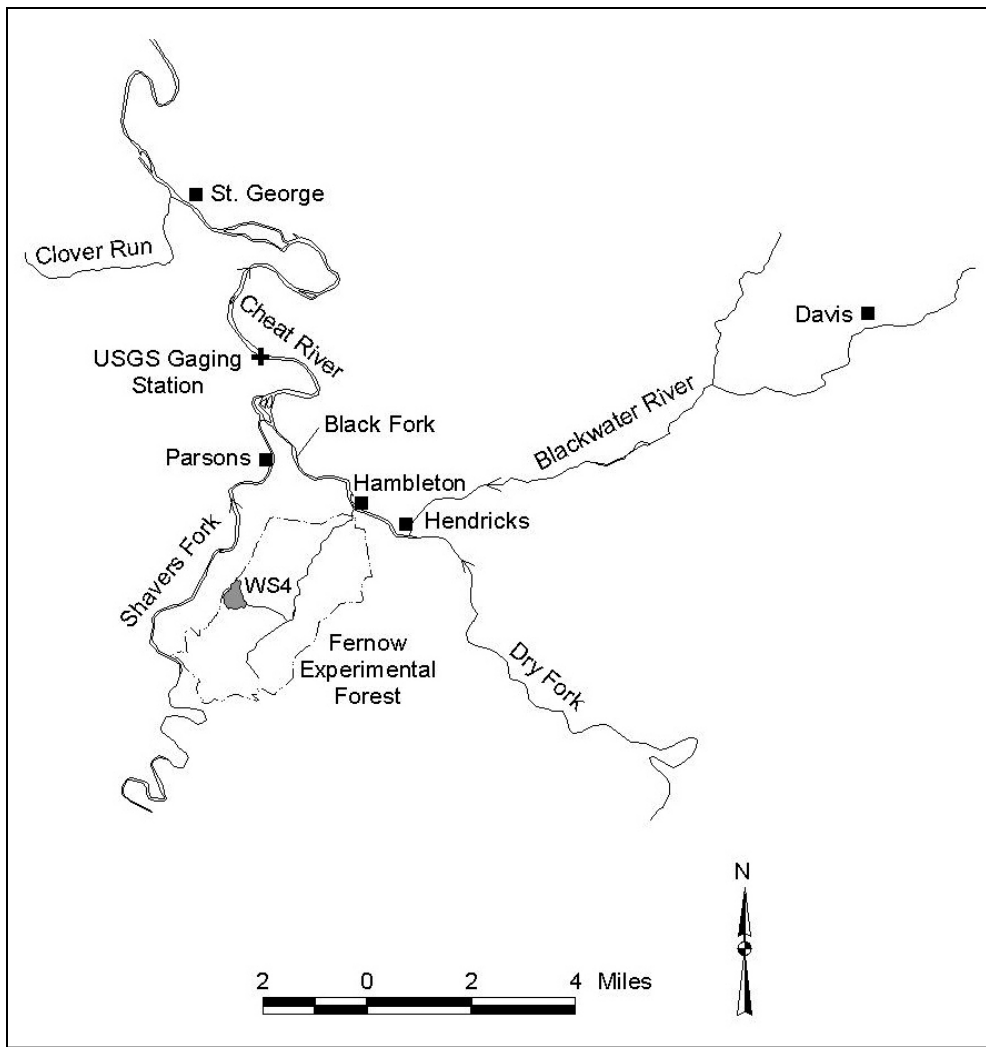 St. George
Clover Run
Cheat River
Davis
USGS Gaging
Station
Blackwater River
Black Fork
Parsons
Hambleton
Hendricks
Shavers Fork
WS4
Fernow
Experimental
Forest
Dry Fork
N
2 0 2 4 Miles